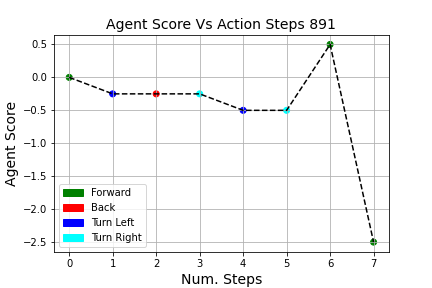 Agent Score Vs Action Steps 891
Agent Score
0.5
0.0
−0.5
−1.0
−1.5
−2.0
−2.5
Forward
Back
Turn Left
Turn Right
0 1 2 3 4 5 6 7
Num. Steps